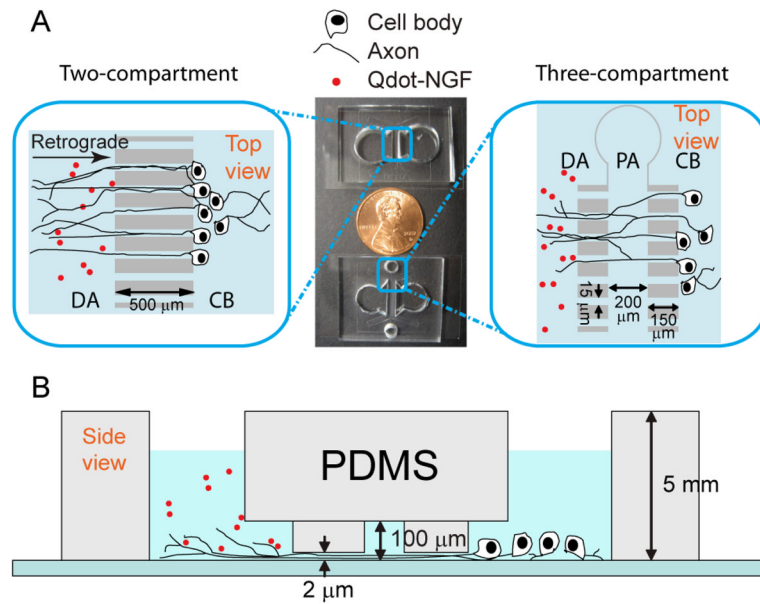 A
Cell body
Axon
Qdot-NGF
Two-compartment
Three-compartment
Retrograde
Top
view
DA
500 μm
CB
Top
view
DA
PA
CB
15
μm
200
μm
150
μm
B
Side
view
PDMS
100 μm
2 μm
5 mm